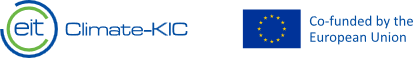 eit Climate-KIC
Co-funded by the
European Union